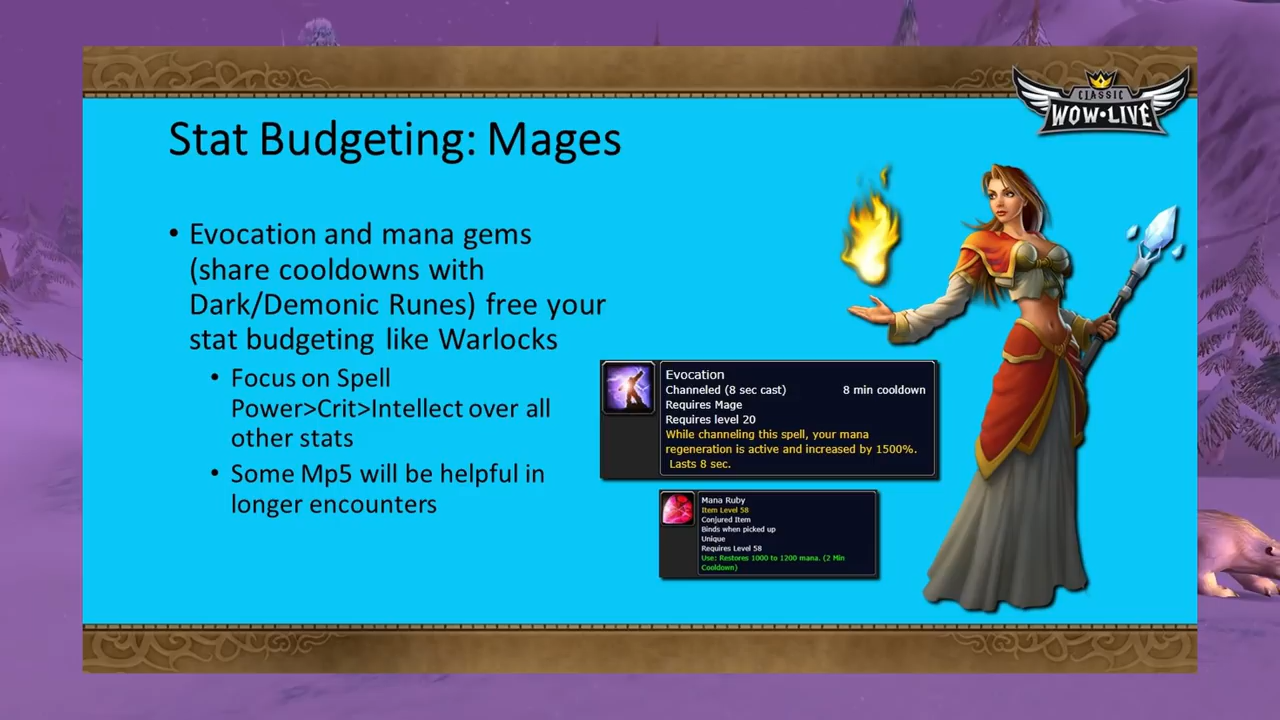 CLASSIC
WOW•LIVE
Stat Budgeting: Mages
• Evocation and mana gems
(share cooldowns with
Dark/Demonic Runes) free your
stat budgeting like Warlocks
• Focus on Spell
Power>Crit>Intellect over all
other stats
• Some Mp5 will be helpful in
longer encounters
Evocation
Channeled (8 sec cast) 8 min cooldown
Requires Mage
Requires level 20
While channeling this spell, your mana
regeneration is active and increased by 1500%.
Lasts 8 sec.
Mana Ruby
Item Level 58
Conjured Item
Binds when picked up
Unique
Requires Level 58
Use: Restores 1000 to 1200 mana. (2 Min
Cooldown)